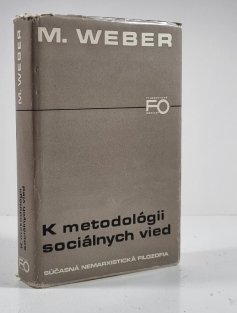 M. WEBER
FO
K metodológii
sociálnych vied
SÚČASNÁ NEMARXISTICKÁ FILOZOFIA
M. WEBER
K metodológii
sociálnych vied
FO